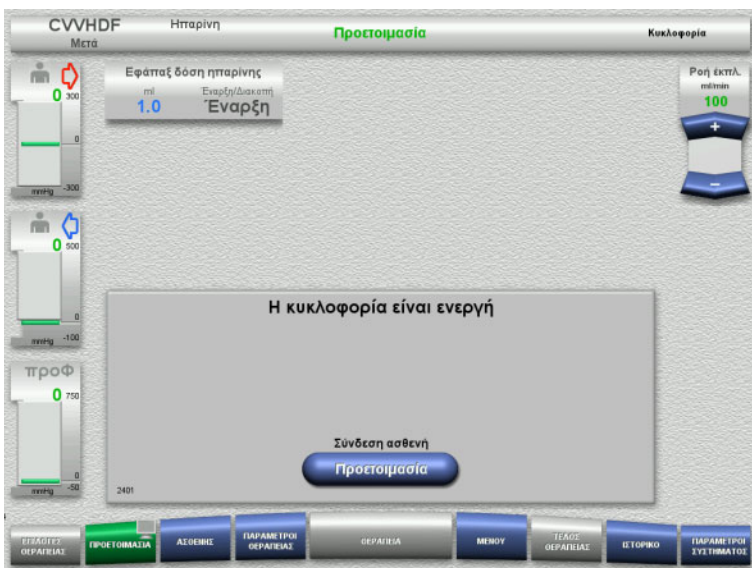 CVVHDF Ηπαρίνη Προετοιμασία Κυκλοφορία
Μετά
Εφάπαξ δόση ηπαρίνης
ml Έναρξη/Διακοπή
1.0 Έναρξη
Ροή έκπλ.
ml/min
100
+
–
0 300
0
mmHg -300
0 500
0
mmHg -100
προΦ
0 750
0
mmHg -50
Η κυκλοφορία είναι ενεργή
Σύνδεση ασθενή
Προετοιμασία
2401
ΕΠΙΛΟΓΕΣ ΘΕΡΑΠΕΙΑΣ
ΠΡΟΕΤΟΙΜΑΣΙΑ
ΑΣΘΕΝΗΣ
ΠΑΡΑΜΕΤΡΟΙ
ΘΕΡΑΠΕΙΑΣ
ΘΕΡΑΠΕΙΑ
ΜΕΝΟΥ
ΤΕΛΟΣ
ΘΕΡΑΠΕΙΑΣ
ΙΣΤΟΡΙΚΟ
ΠΑΡΑΜΕΤΡΟΙ
ΣΥΣΤΗΜΑΤΟΣ